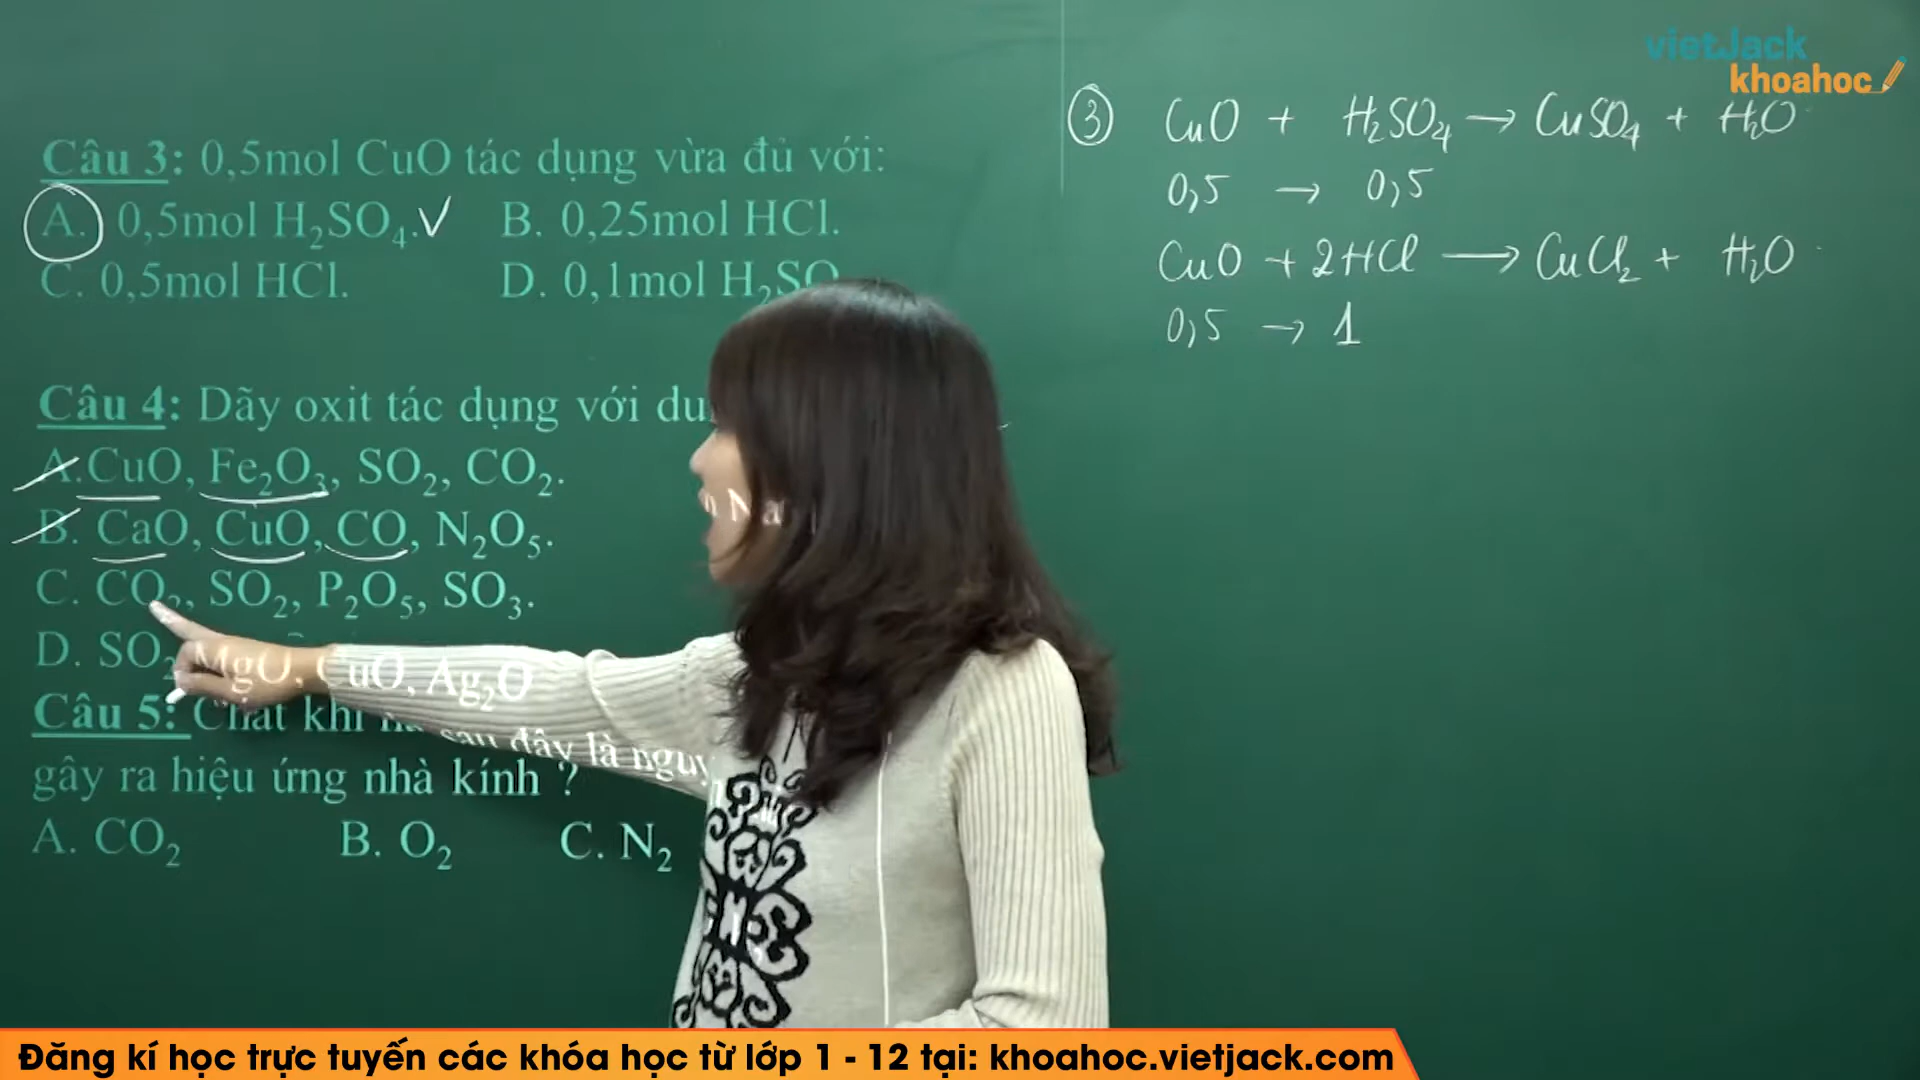 vietJack
khoahoc
Câu 3: 0,5mol CuO tác dụng vừa đủ với:
A. 0,5mol H₂SO₄. B. 0,25mol HCl.
C. 0,5mol HCl. D. 0,1mol H₂SO
Câu 4: Dãy oxit tác dụng với
A. CuO, Fe₂O₃, SO₂, CO₂.
B. CaO, CuO, CO, N₂O₅.
C. CO₂, SO₂, P₂O₅, SO₃.
D. SO₂, MgO, CuO, Ag₂O
Câu 5: Chất khí sau đây là
gây ra hiệu ứng nhà kính ?
A. CO₂ B. O₂ C. N₂
③ CuO + H₂SO₄ → CuSO₄ + H₂O
0,5 → 0,5
CuO + 2HCl → CuCl₂ + H₂O
0,5 → 1
Đăng kí học trực tuyến các khóa học từ lớp 1 - 12 tại: khoahoc.vietjack.com